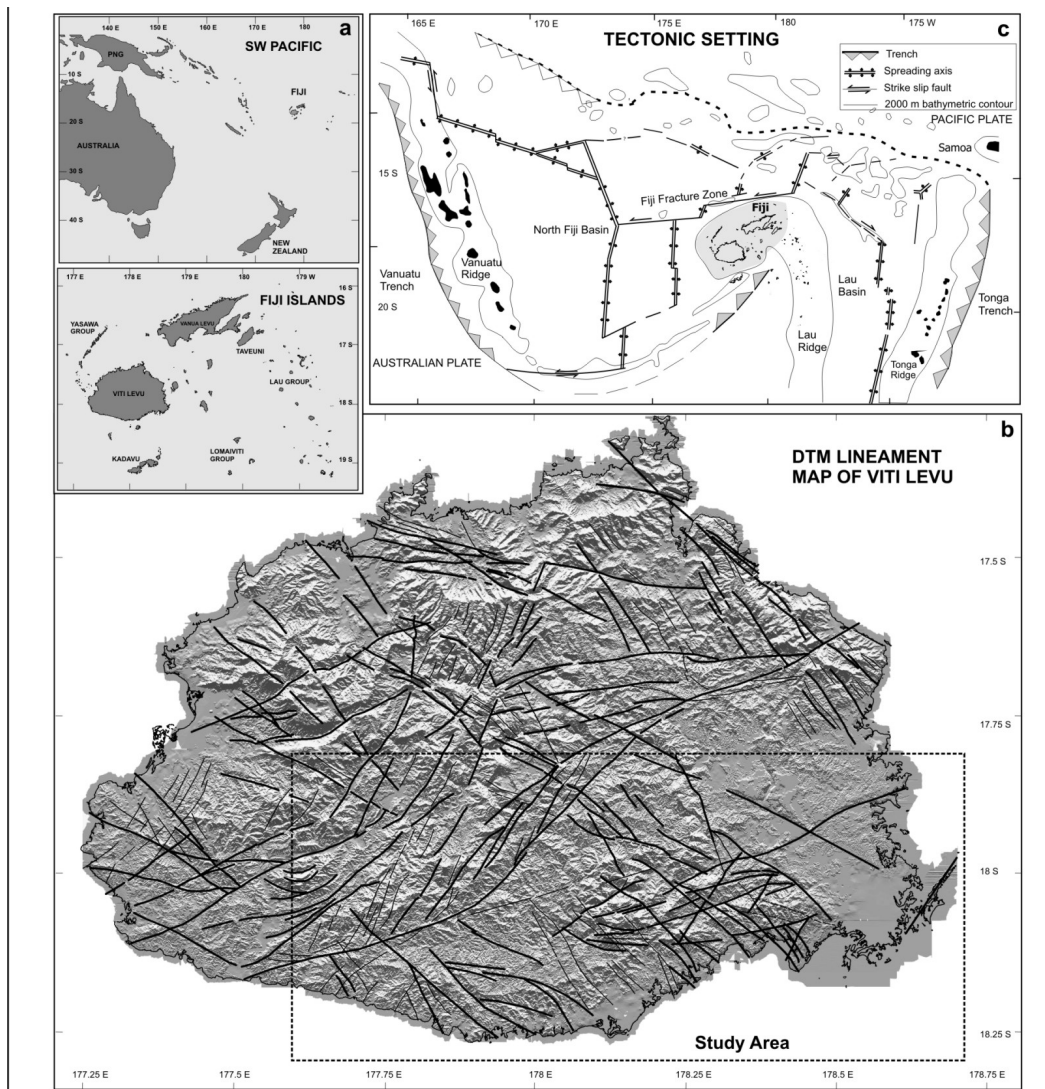 140 E 150 E 160 E 170 E 180
a
SW PACIFIC
PNG
10 S
FIJI
20 S
AUSTRALIA
30 S
40 S
NEW
ZEALAND
177 E 178 E 179 E 180 179 W
16 S
FIJI ISLANDS
YASAWA
GROUP
VANUA LEVU
17 S
TAVEUNI
LAU GROUP
VITI LEVU
18 S
KADAVU
LOMAIVITI
GROUP
19 S
165 E 170 E 175 E 180 175 W
TECTONIC SETTING
c
Trench
Spreading axis
Strike slip fault
2000 m bathymetric contour
PACIFIC PLATE
Samoa
15 S
Fiji Fracture Zone
Fiji
North Fiji Basin
Vanuatu
Ridge
Vanuatu
Trench
Lau
Basin
20 S
Tonga
Trench
Lau
Ridge
AUSTRALIAN PLATE
Tonga
Ridge
b
DTM LINEAMENT
MAP OF VITI LEVU
17.5 S
17.75 S
18 S
18.25 S
Study Area
177.25 E 177.5 E 177.75 E 178 E 178.25 E 178.5 E 178.75 E